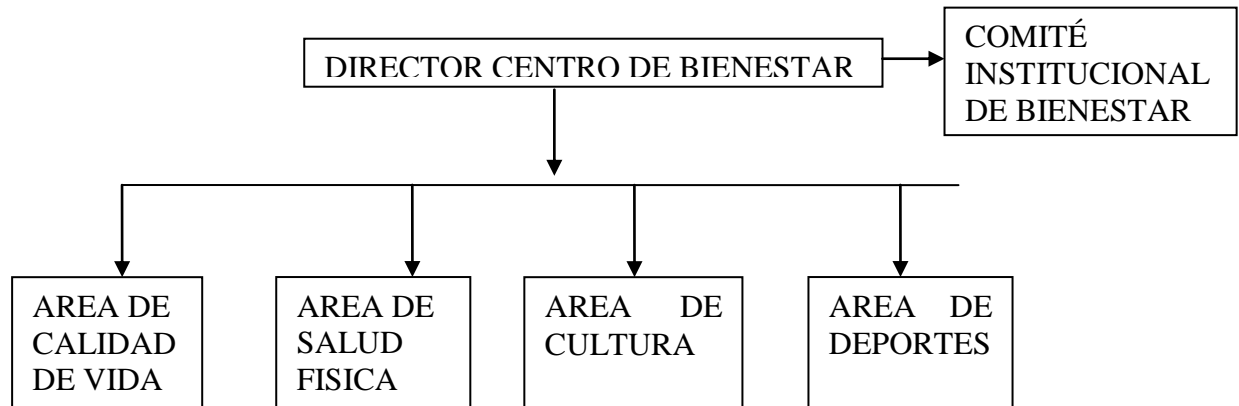 COMITÉ
INSTITUCIONAL
DE BIENESTAR
DIRECTOR CENTRO DE BIENESTAR
AREA DE
CALIDAD
DE VIDA
AREA DE
SALUD
FISICA
AREA DE
CULTURA
AREA DE
DEPORTES